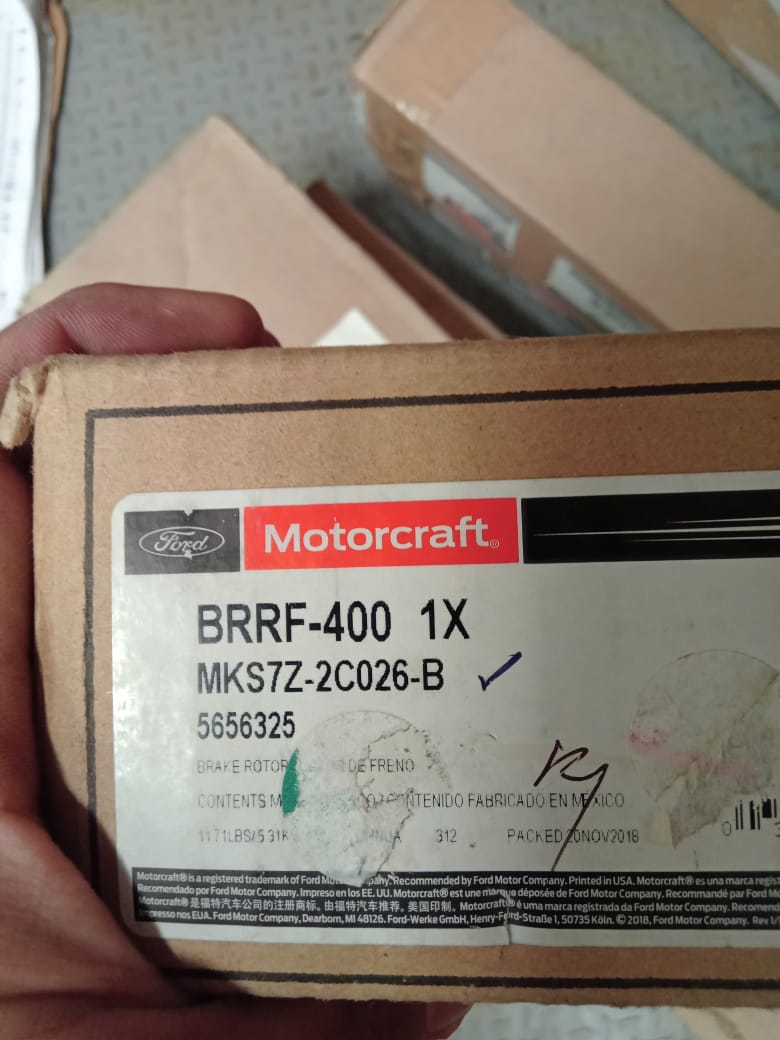 Ford
Motorcraft®
BRRF-400 1X
MKS7Z-2C026-B
5656325
BRAKE ROTOR DE FRENO
CONTENTS CONTENIDO FABRICADO EN MEXICO
11.71LBS/5.31K 312 PACKED 20NOV2018
Motorcraft® is a registered trademark of Ford Recommended by Ford Motor Company. Printed in USA. Motorcraft® es una marca
Recomendado por Ford Motor Company. Impreso en los EE. UU. Motorcraft® est une marque déposée de Ford Motor Company. Recommandé par Ford
Motorcraft® 是福特汽车公司的注册商标。由福特汽车推荐。美国印制。Motorcraft® é uma marca registrada da Ford Motor Company.
Impresso nos EUA. Ford Motor Company, Dearborn, MI 48126. Ford-Werke GmbH, Henry-Ford-Straße 1, 50735 Köln. © 2018, Ford Motor Company. Rev